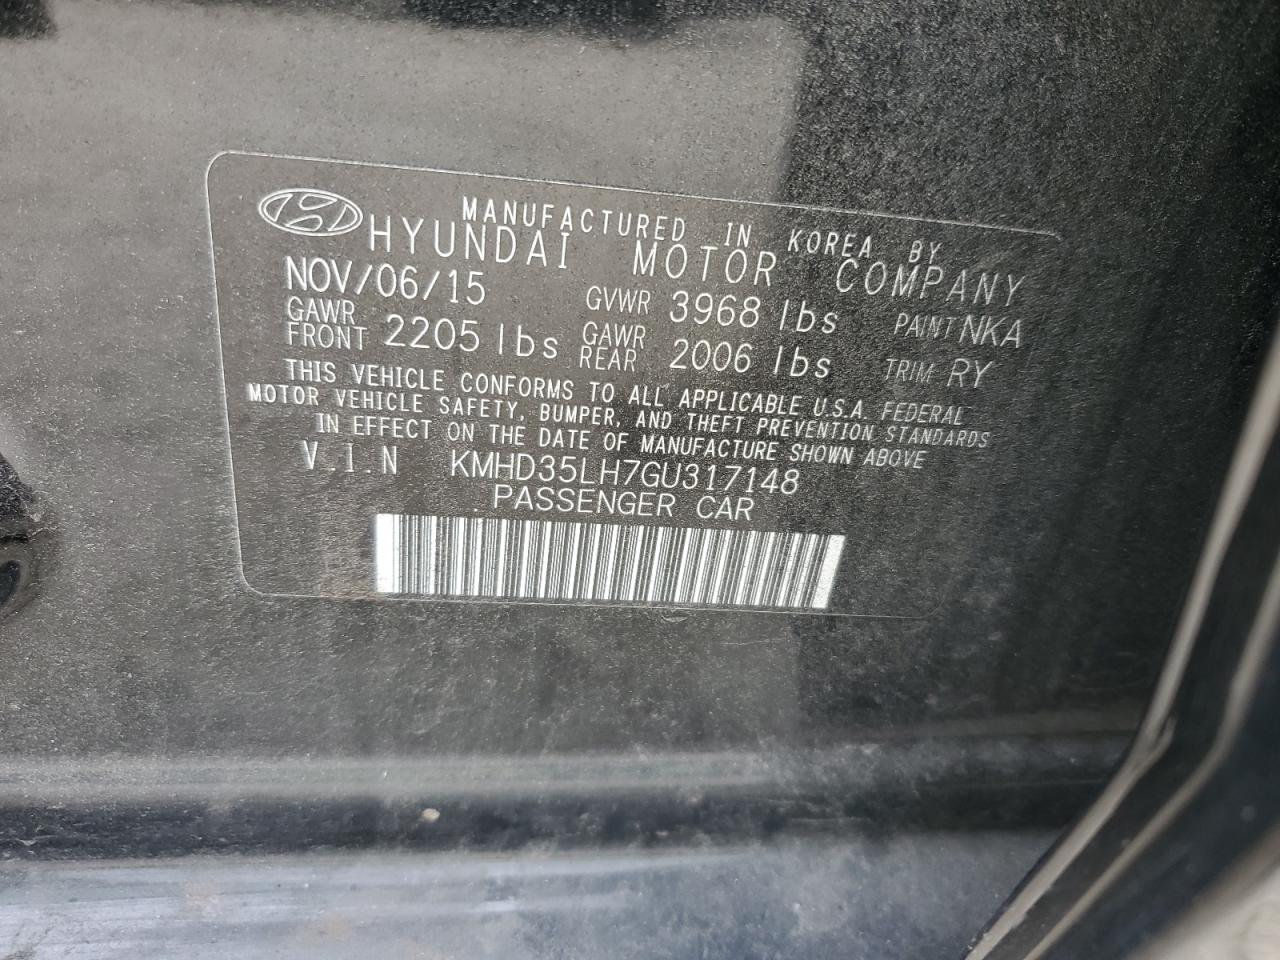 MANUFACTURED IN KOREA BY
HYUNDAI MOTOR COMPANY
NOV/06/15 GVWR 3968 lbs PAINT NKA
GAWR FRONT 2205 lbs GAWR REAR 2006 lbs TRIM RY
THIS VEHICLE CONFORMS TO ALL APPLICABLE U.S.A. FEDERAL
MOTOR VEHICLE SAFETY, BUMPER, AND THEFT PREVENTION STANDARDS
IN EFFECT ON THE DATE OF MANUFACTURE SHOWN ABOVE
V.I.N KMHD35LH7GU317148
PASSENGER CAR